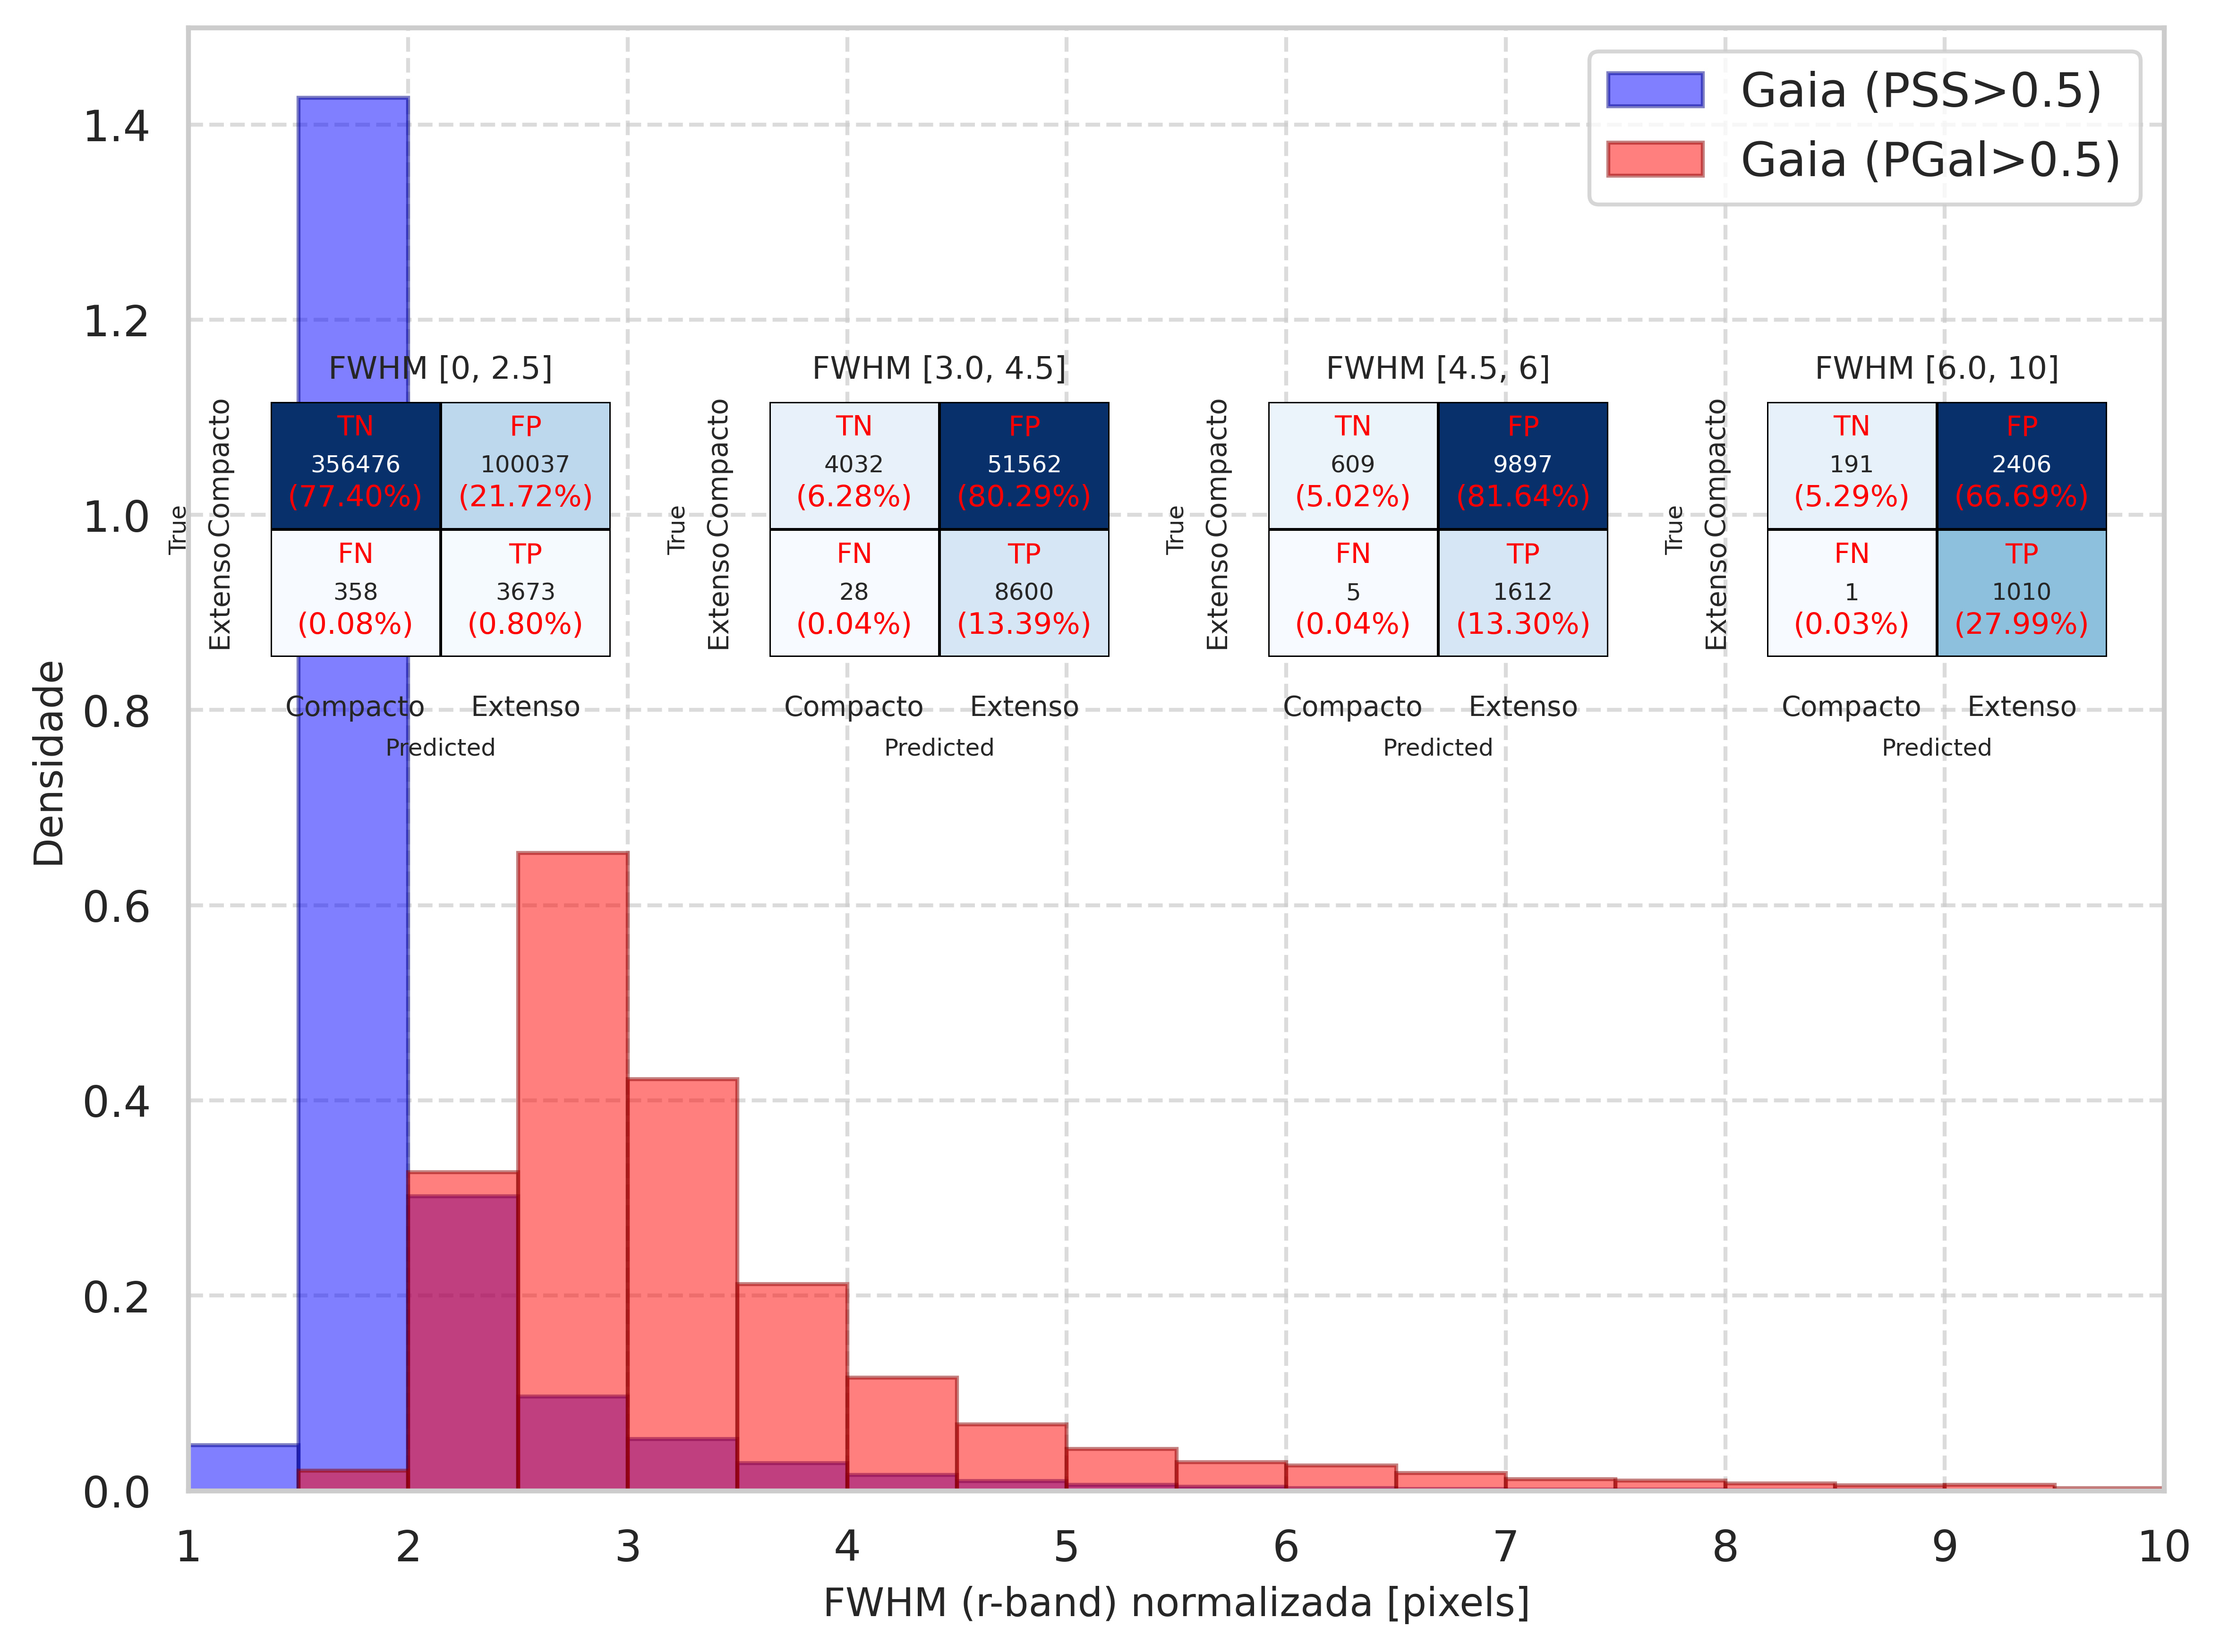 Gaia (PSS>0.5)
Gaia (PGal>0.5)
1.4
1.2
1.0
0.8
0.6
0.4
0.2
0.0
Densidade
FWHM [0, 2.5]
True
Compacto
Extenso
TN
356476
(77.40%)
FP
100037
(21.72%)
FN
358
(0.08%)
TP
3673
(0.80%)
Compacto
Extenso
Predicted
FWHM [3.0, 4.5]
True
Compacto
Extenso
TN
4032
(6.28%)
FP
51562
(80.29%)
FN
28
(0.04%)
TP
8600
(13.39%)
Compacto
Extenso
Predicted
FWHM [4.5, 6]
True
Compacto
Extenso
TN
609
(5.02%)
FP
9897
(81.64%)
FN
5
(0.04%)
TP
1612
(13.30%)
Compacto
Extenso
Predicted
FWHM [6.0, 10]
True
Compacto
Extenso
TN
191
(5.29%)
FP
2406
(66.69%)
FN
1
(0.03%)
TP
1010
(27.99%)
Compacto
Extenso
Predicted
1 2 3 4 5 6 7 8 9 10
FWHM (r-band) normalizada [pixels]